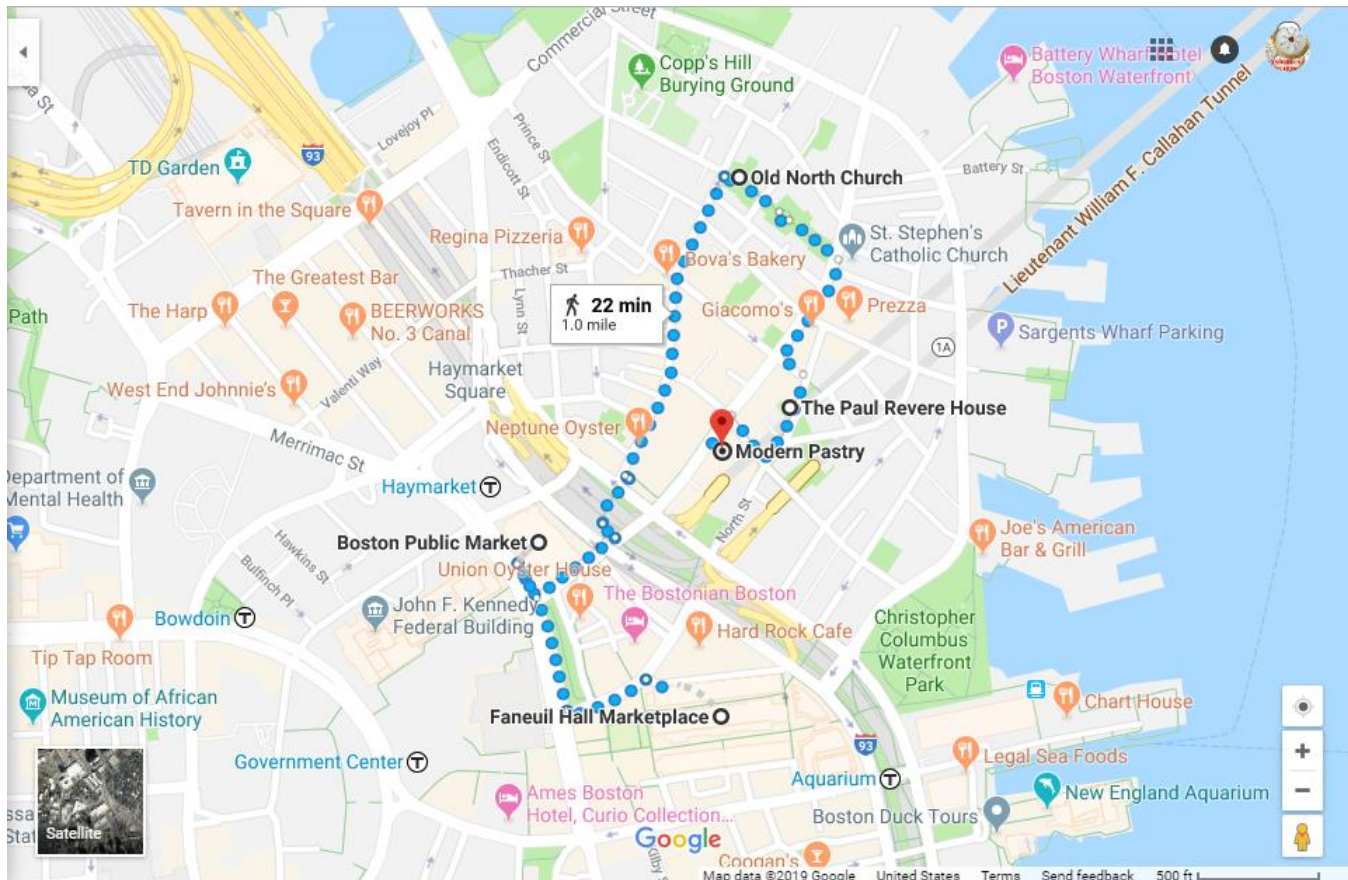 Commercial Street
Copp's Hill
Burying Ground
Battery Wharf Hotel
Boston Waterfront
Lovejoy Pl
Prince St
Endicott St
93
TD Garden
Battery St
Old North Church
Lieutenant William F. Callahan Tunnel
Tavern in the Square
Regina Pizzeria
St. Stephen's
Catholic Church
Bova's Bakery
Thacher St
The Greatest Bar
Lynn St
22 min
1.0 mile
The Harp
BEERWORKS
No. 3 Canal
Giacomo's
Prezza
Path
P
Sargents Wharf Parking
1A
Haymarket
Square
Valenti Way
West End Johnnie's
The Paul Revere House
Neptune Oyster
Merrimac St
Modern Pastry
Department of
Mental Health
Haymarket T
North St
Joe's American
Bar & Grill
Boston Public Market
Hawkins St
Union Oyster House
Bulfinch Pl
The Bostonian Boston
John F. Kennedy
Federal Building
Bowdoin T
Hard Rock Cafe
Christopher
Columbus
Waterfront
Park
Tip Tap Room
Museum of African
American History
Chart House
Faneuil Hall Marketplace
93
Legal Sea Foods
Government Center T
Aquarium T
New England Aquarium
Ames Boston
Hotel, Curio Collection...
Boston Duck Tours
Satellite
Google
Coogan's
Map data ©2019 Google United States Terms Send feedback 500 ft